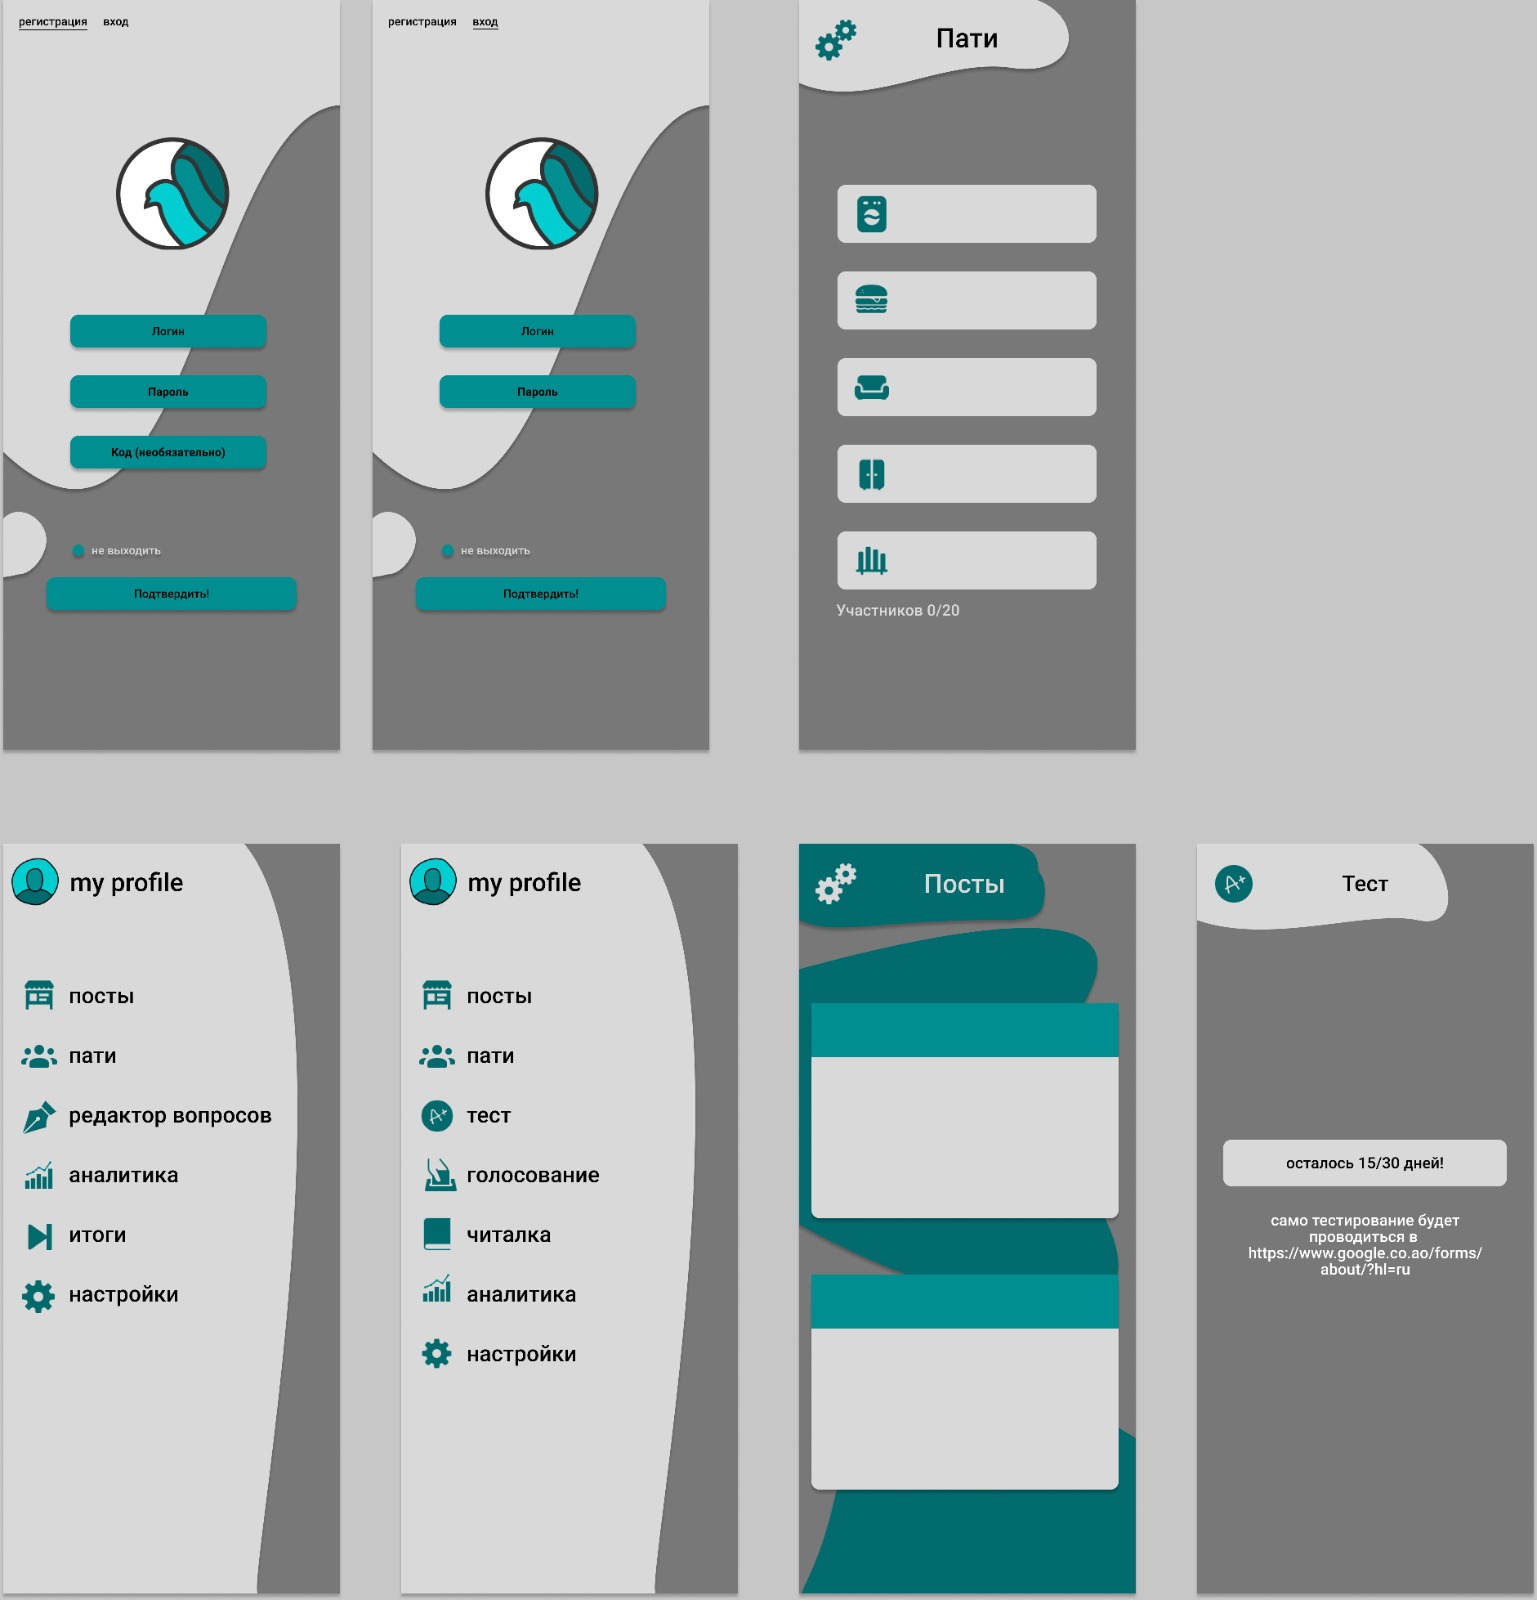 регистрация вход
Логин
Пароль
Код (необязательно)
не выходить
Подтвердить!
регистрация вход
Логин
Пароль
не выходить
Подтвердить!
Пати
Участников 0/20
my profile
посты
пати
редактор вопросов
аналитика
итоги
настройки
my profile
посты
пати
A+ тест
голосование
читалка
аналитика
настройки
Посты
A+ Тест
осталось 15/30 дней!
само тестирование будет
проводиться в
https://www.google.co.ao/forms/
about/?hl=ru